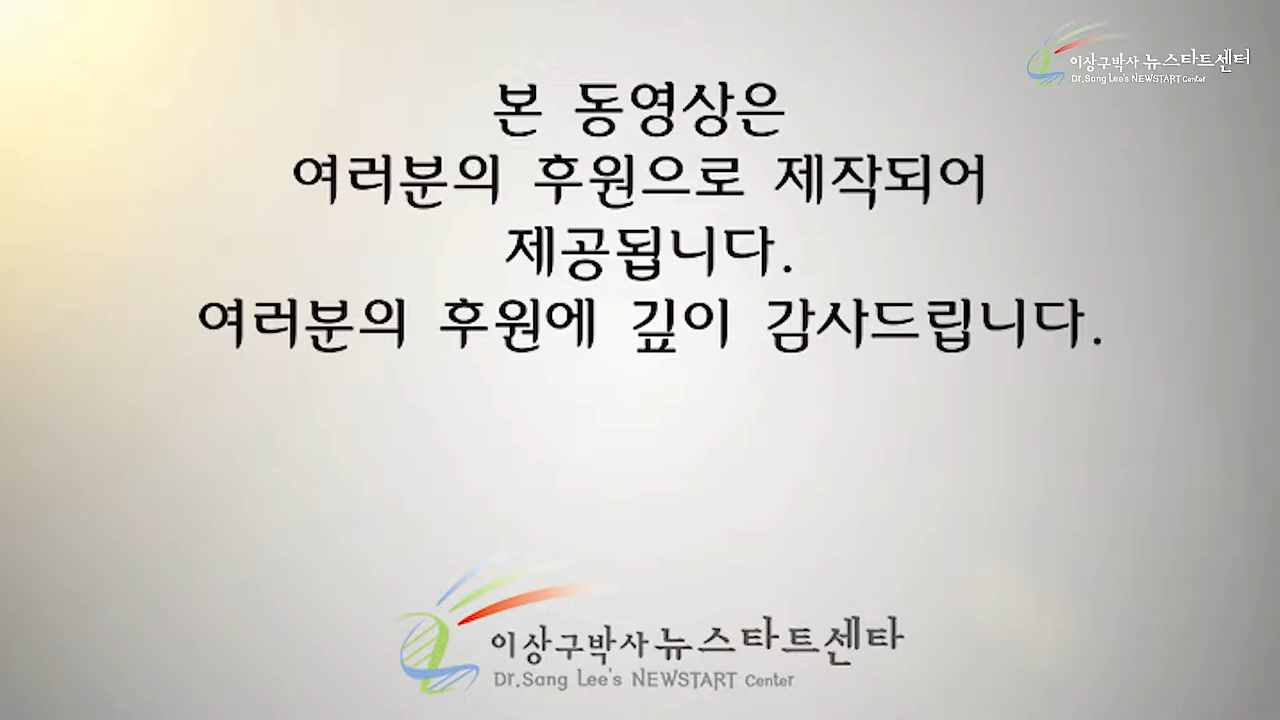 이상구박사 뉴스타트센터
Dr.Sang Lee's NEWSTART Center
본 동영상은
여러분의 후원으로 제작되어
제공됩니다.
여러분의 후원에 깊이 감사드립니다.
이상구박사 뉴스타트센타
Dr.Sang Lee's NEWSTART Center